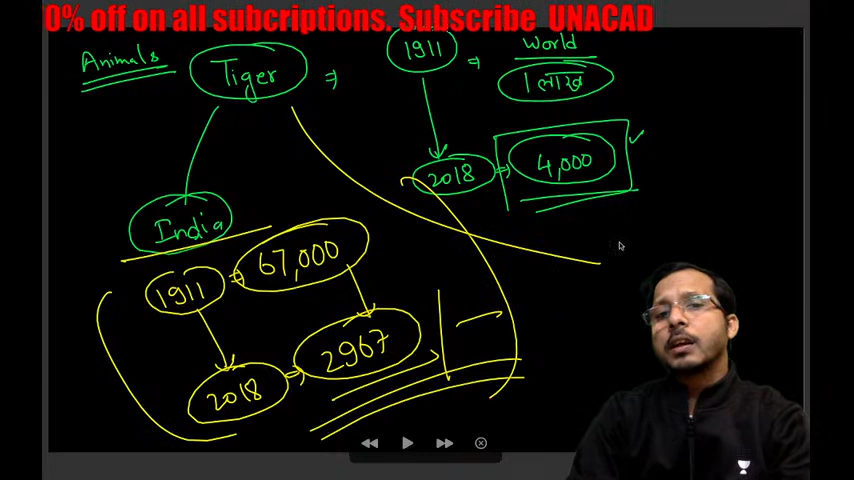 0% off on all subcriptions. Subscribe UNACAD
Animals
Tiger ⇒
1911 ⇒
World
1 लाख
2018 ⇒ 4,000
India
1911 ⇒ 67,000
2018 ⇒ 2967